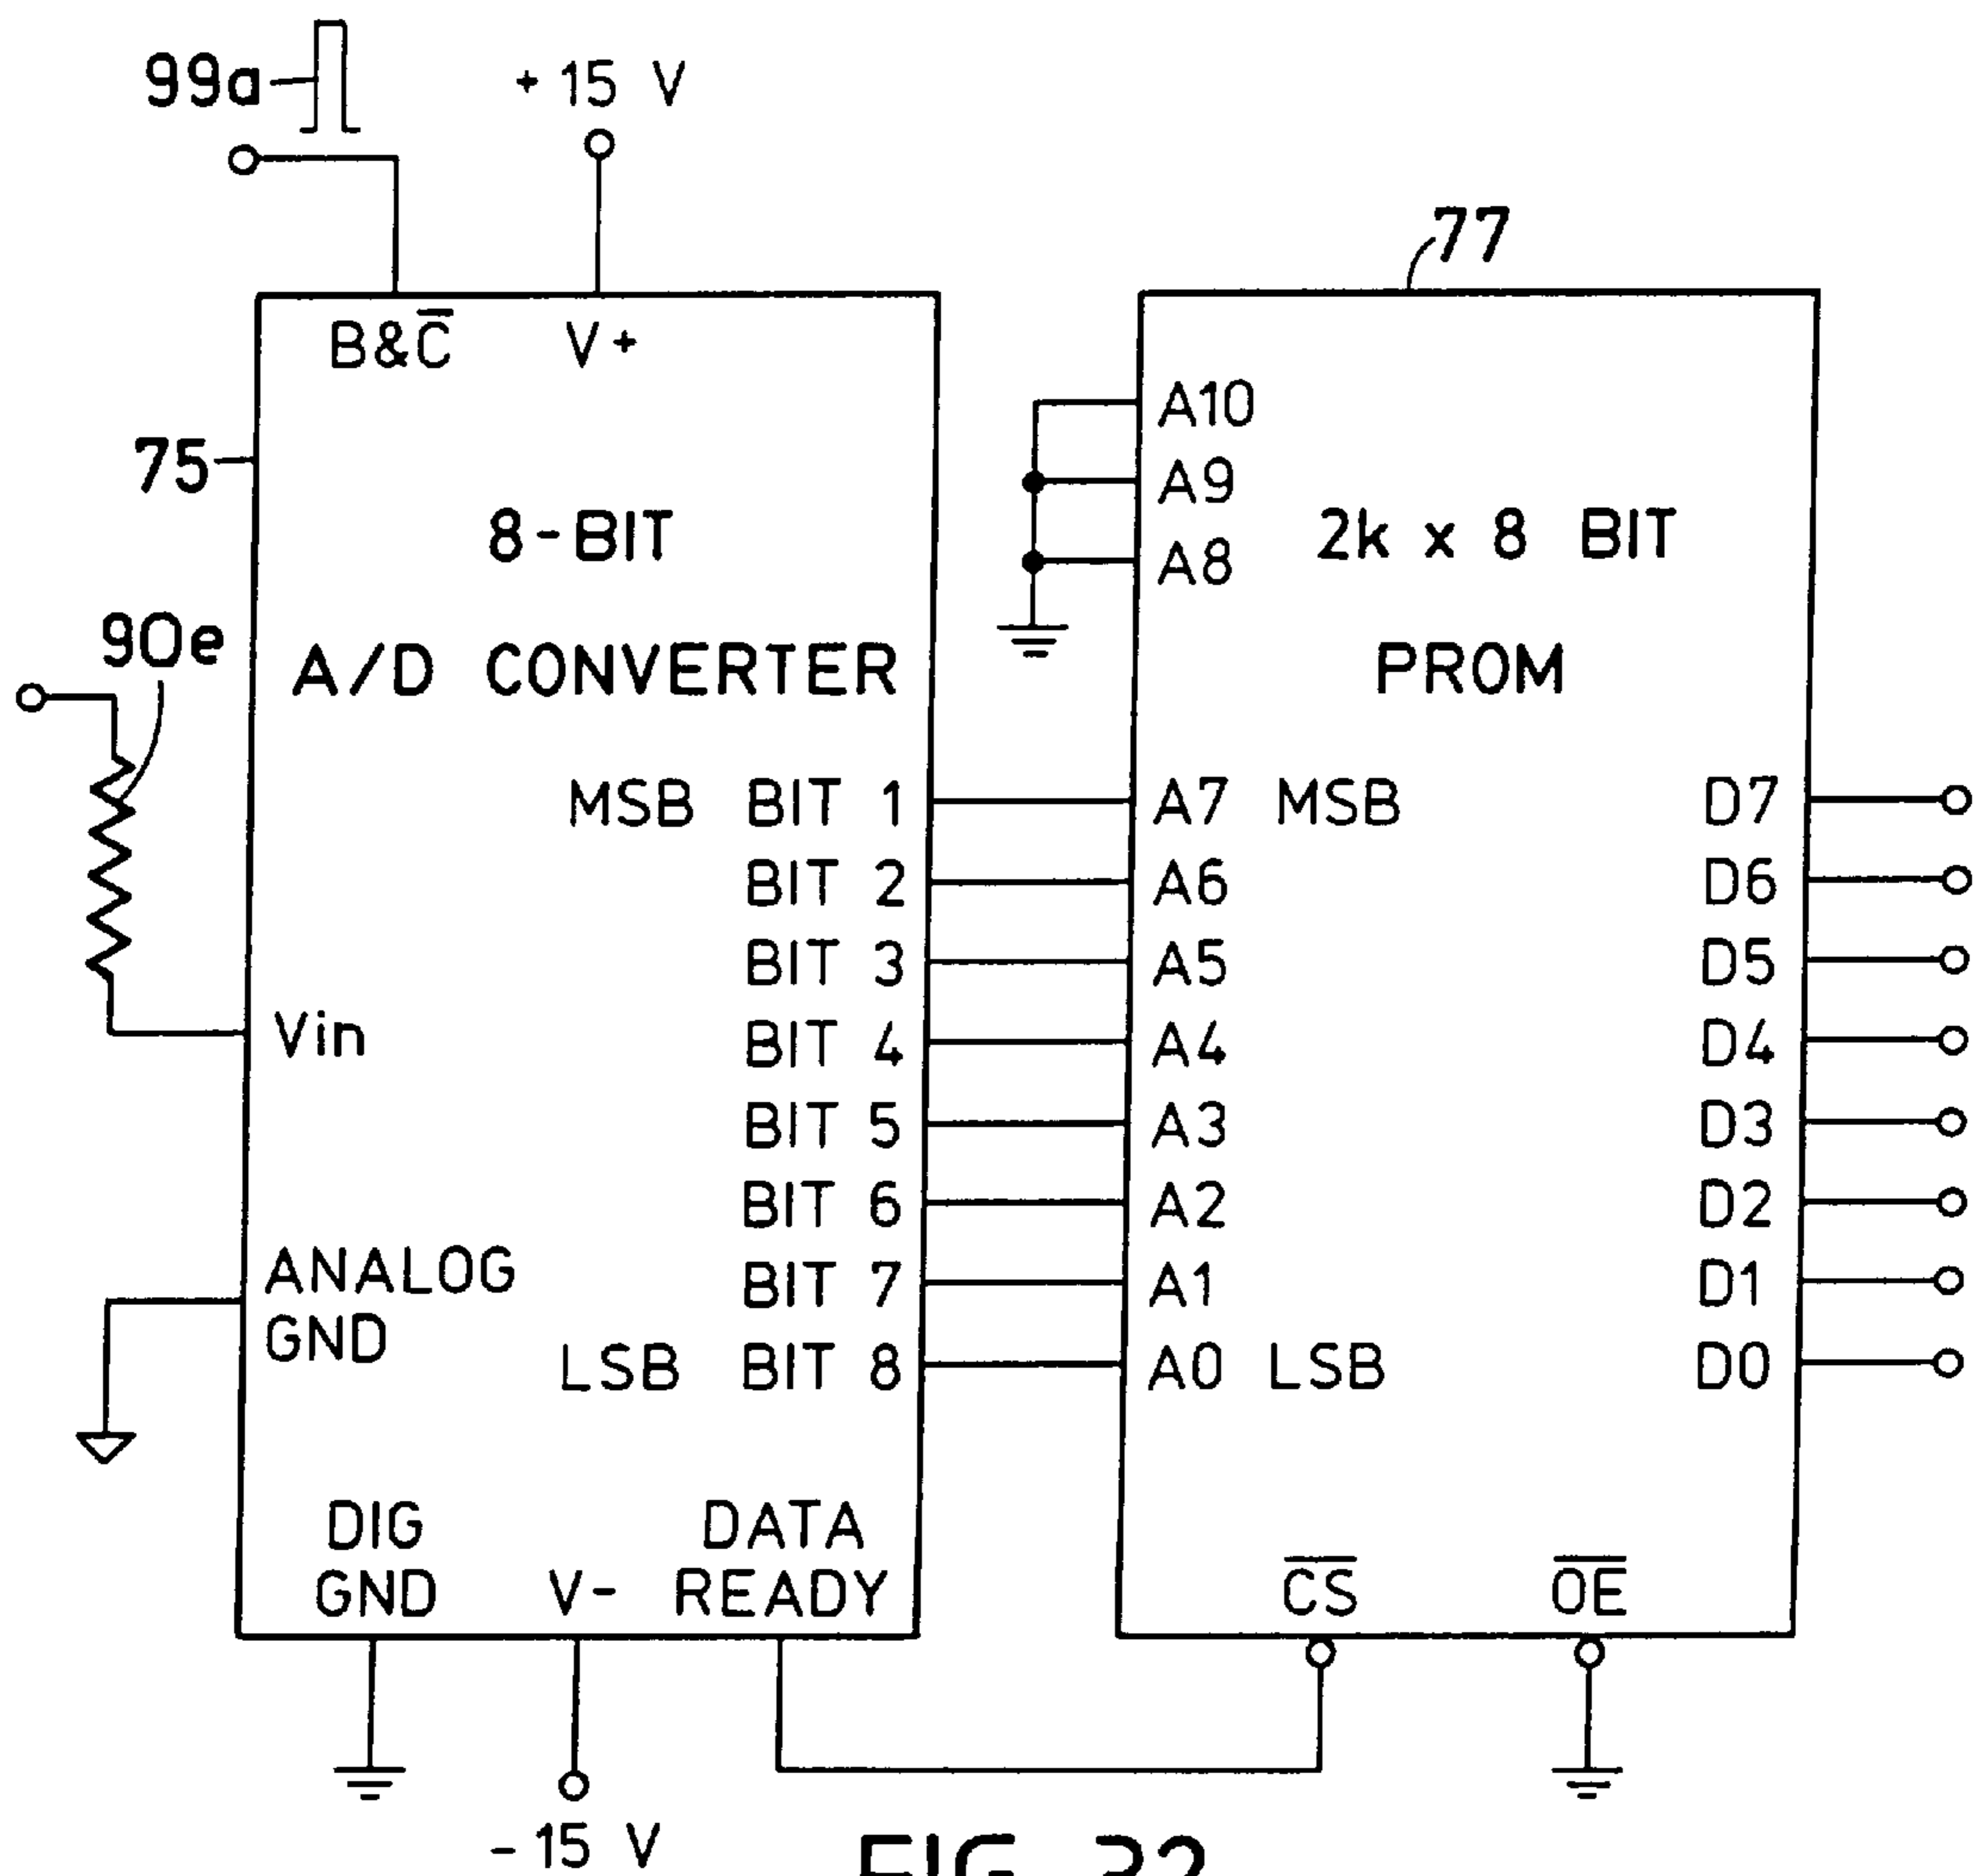 99a
+15 V
77
B&C̅ V+
A10
75
A9
8-BIT
2k x 8 BIT
A8
90e
A/D CONVERTER
PROM
MSB BIT 1
A7 MSB
D7
BIT 2
A6
D6
BIT 3
A5
D5
Vin
BIT 4
A4
D4
BIT 5
A3
D3
BIT 6
A2
D2
ANALOG
GND
BIT 7
A1
D1
LSB BIT 8
A0 LSB
D0
DIG
GND
V-
DATA
READY
C̅S̅
O̅E̅
-15 V